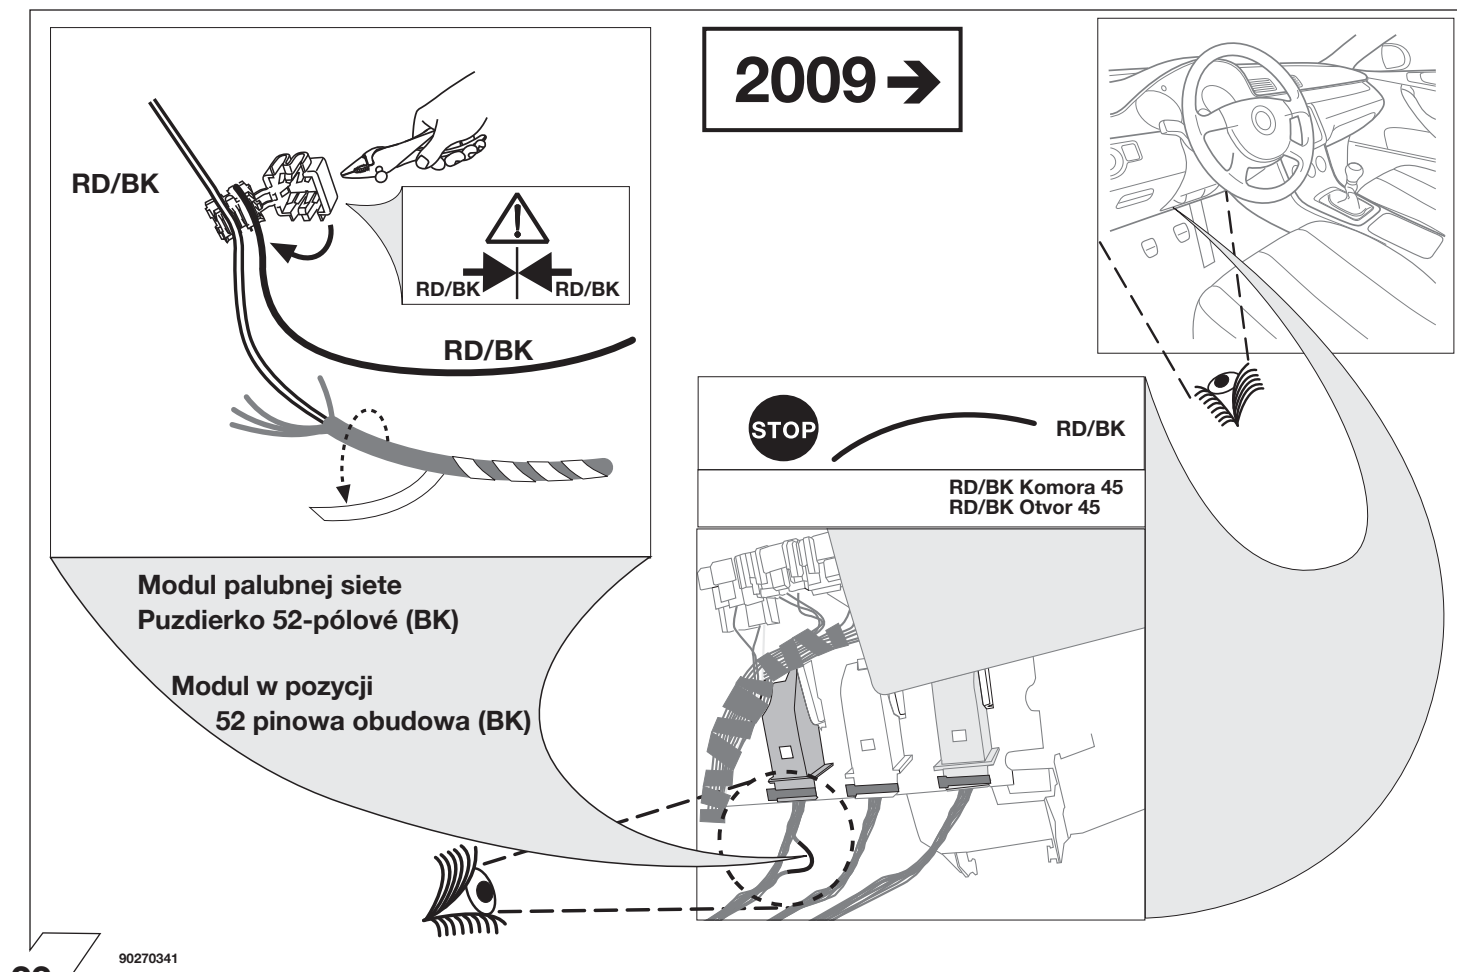 2009
RD/BK
RD/BK
RD/BK
RD/BK
STOP
RD/BK
RD/BK Komora 45
RD/BK Otvor 45
Modul palubnej siete
Puzdierko 52-pólové (BK)
Modul w pozycji
52 pinowa obudowa (BK)
90270341